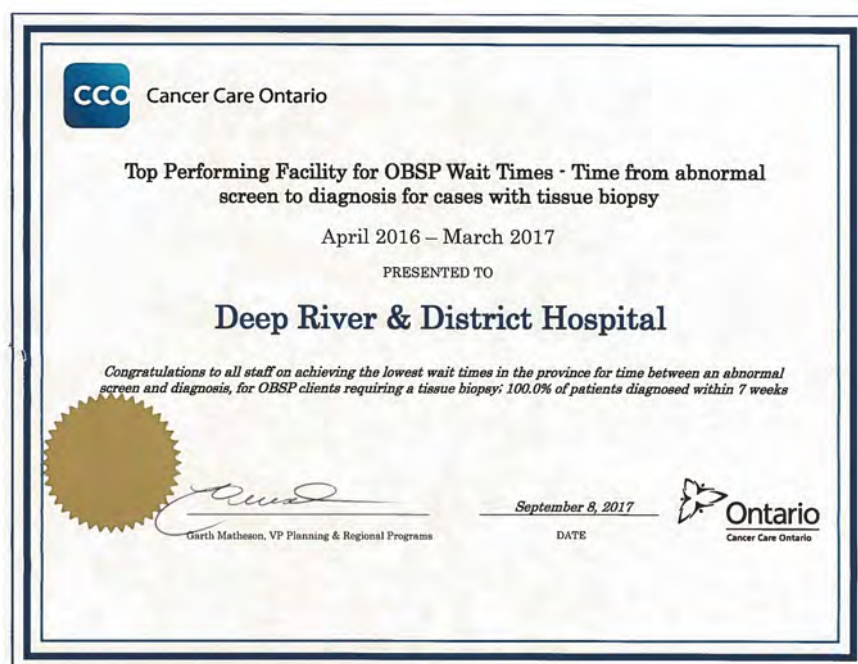 CCO Cancer Care Ontario
Top Performing Facility for OBSP Wait Times - Time from abnormal
screen to diagnosis for cases with tissue biopsy
April 2016 – March 2017
PRESENTED TO
Deep River & District Hospital
Congratulations to all staff on achieving the lowest wait times in the province for time between an abnormal
screen and diagnosis, for OBSP clients requiring a tissue biopsy; 100.0% of patients diagnosed within 7 weeks
September 8, 2017
Garth Matheson, VP Planning & Regional Programs
DATE
Ontario
Cancer Care Ontario